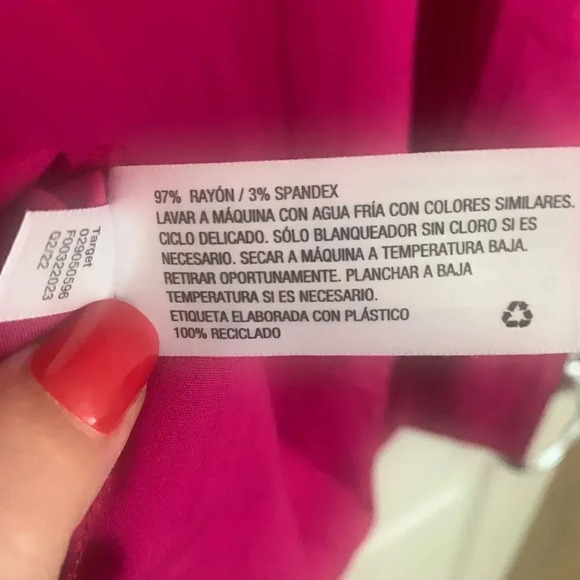 97% RAYÓN / 3% SPANDEX
LAVAR A MÁQUINA CON AGUA FRÍA CON COLORES SIMILARES.
CICLO DELICADO. SÓLO BLANQUEADOR SIN CLORO SI ES
NECESARIO. SECAR A MÁQUINA A TEMPERATURA BAJA.
RETIRAR OPORTUNAMENTE. PLANCHAR A BAJA
TEMPERATURA SI ES NECESARIO.
ETIQUETA ELABORADA CON PLÁSTICO
100% RECICLADO
Target
029050596
F00322023
Q2/22